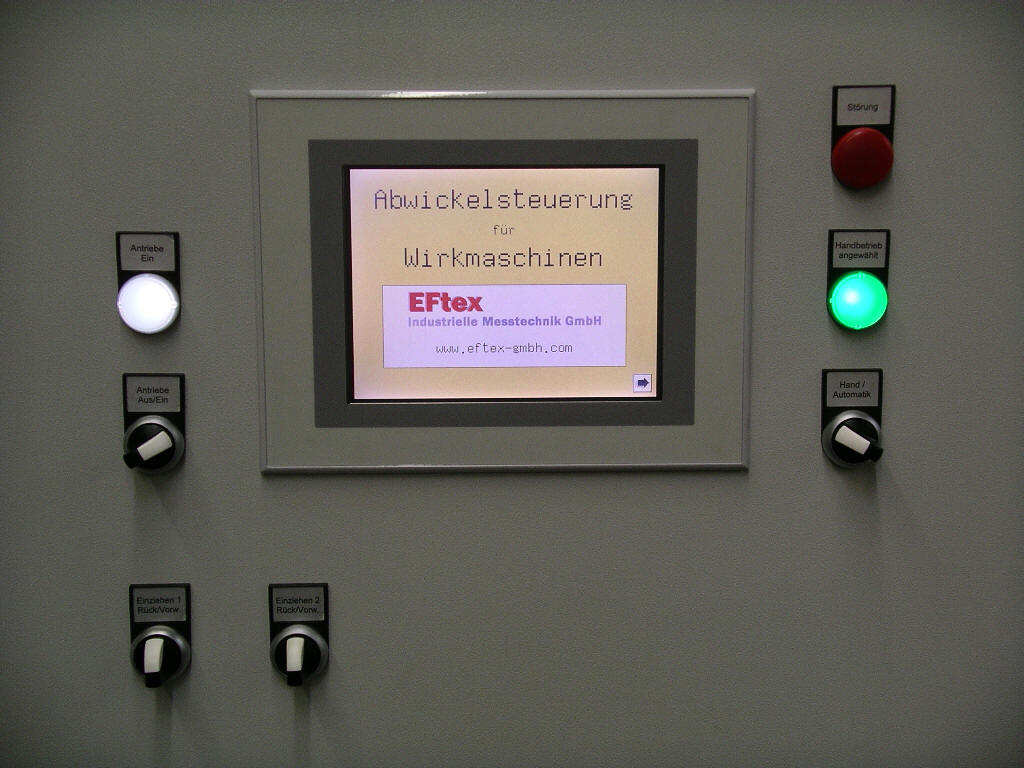 Störung
Abwickelsteuerung
für
Wirkmaschinen
EFtex
Industrielle Messtechnik GmbH
www.eftex-gmbh.com
Antriebe
Ein
Handbetrieb
angewählt
Antriebe
Aus/Ein
Hand /
Automatik
Einziehen 1
Rück/Vorw.
Einziehen 2
Rück/Vorw.